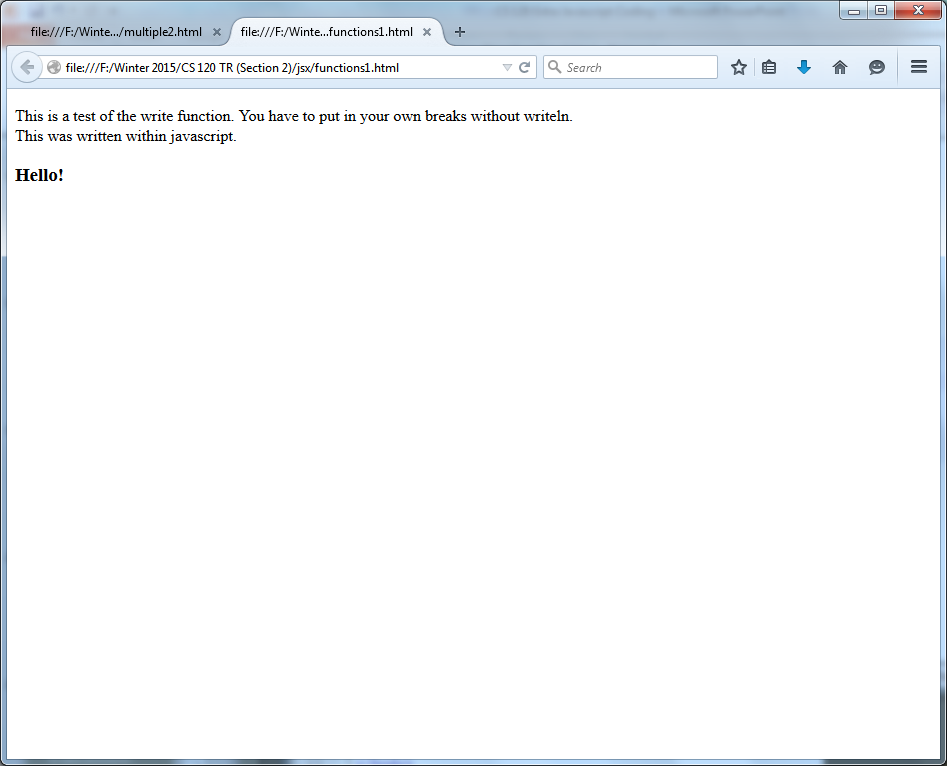 file:///F:/Winte.../multiple2.html
file:///F:/Winte...functions1.html
file:///F:/Winter 2015/CS 120 TR (Section 2)/jsx/functions1.html
Search
This is a test of the write function. You have to put in your own breaks without writeln.
This was written within javascript.
Hello!